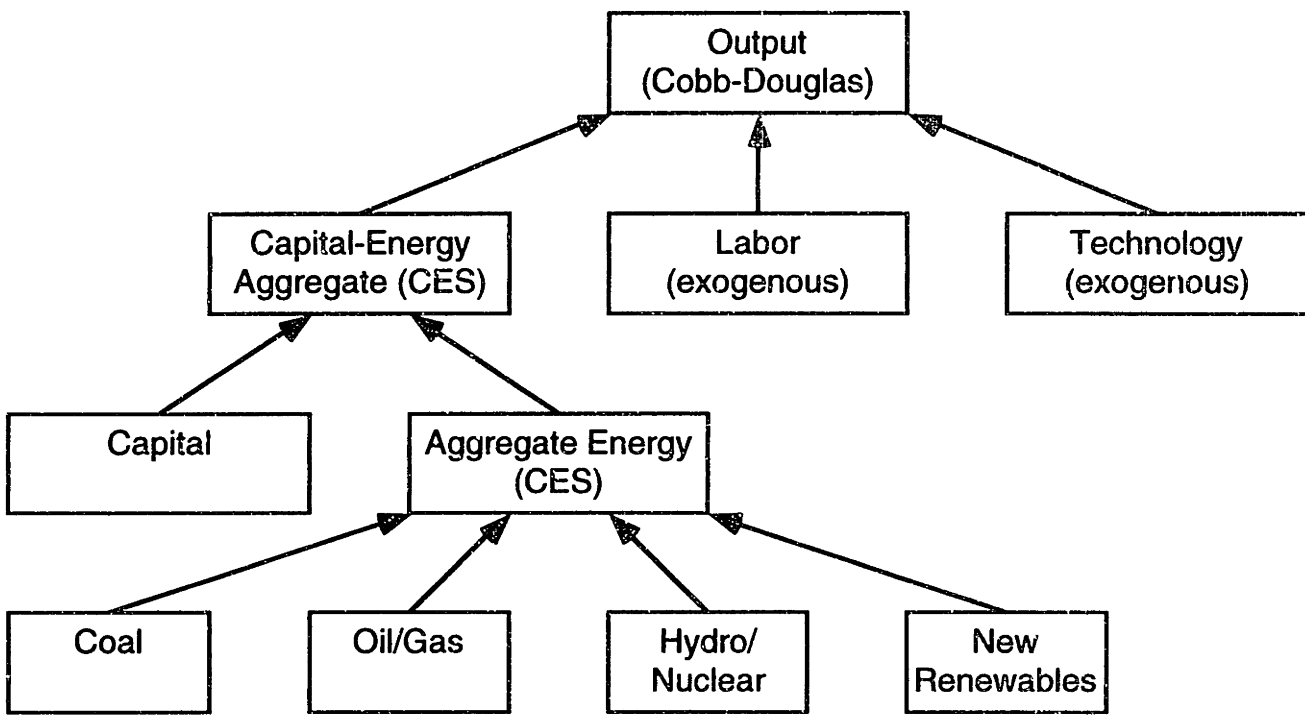 Output
(Cobb-Douglas)
Capital-Energy
Aggregate (CES)
Labor
(exogenous)
Technology
(exogenous)
Capital
Aggregate Energy
(CES)
Coal
Oil/Gas
Hydro/
Nuclear
New
Renewables